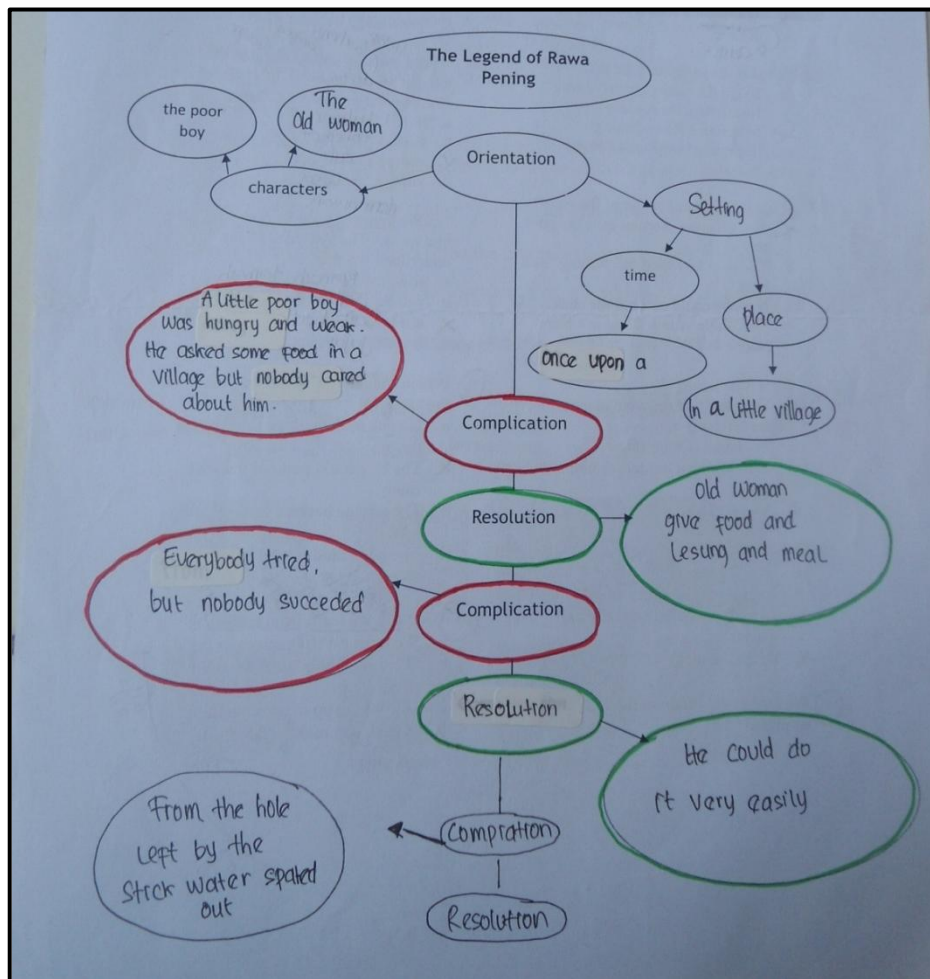 The Legend of Rawa
Pening
the poor
boy
The
Old woman
Orientation
characters
Setting
time
place
once upon a
In a little village
A little poor boy
was hungry and weak.
He asked some food in a
village but nobody cared
about him.
Complication
Resolution
Old woman
give food and
Lesung and meal
Everybody tried,
but nobody succeded
Complication
Resolution
He could do
it very easily
From the hole
left by the
stick water spated
out
Compration
Resolution